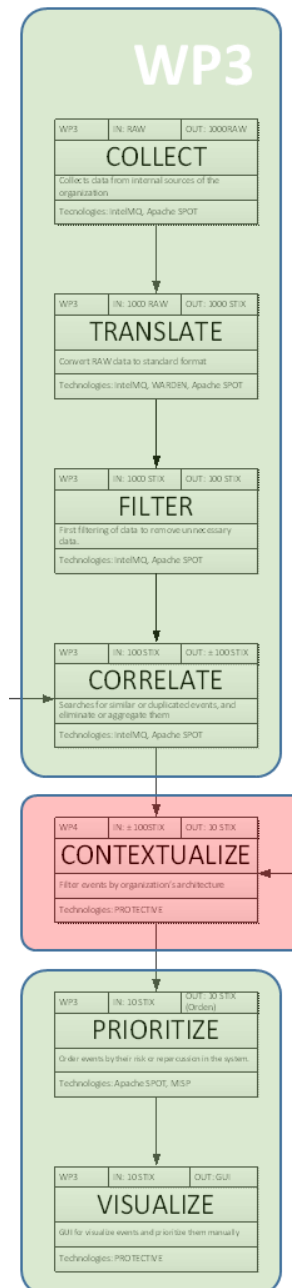 WP3
WP3 IN: RAW OUT: 1000RAW
COLLECT
Collects data from internal sources of the
organization
Tecnologies: IntelMQ, Apache SPOT
WP3 IN: 1000 RAW OUT: 1000 STIX
TRANSLATE
Convert RAW data to standard format
Technologies: IntelMQ, WARDEN, Apache SPOT
WP3 IN: 1000 STIX OUT: 100 STIX
FILTER
First filtering of data to remove unnecessary
data.
Technologies: IntelMQ, Apache SPOT
WP3 IN: 100 STIX OUT: ±100 STIX
CORRELATE
Searches for similar or duplicated events, and
eliminate or aggregate them
Technologies: IntelMQ, Apache SPOT
WP4 IN: ±100STIX OUT: 10 STIX
CONTEXTUALIZE
Filter events by organization's architecture
Technologies: PROTECTIVE
WP3 IN: 10 STIX OUT: 10 STIX
(Orden)
PRIORITIZE
Order events by their risk or repercussion in the system.
Technologies: Apache SPOT, MISP
WP3 IN: 10 STIX OUT: GUI
VISUALIZE
GUI for visualize events and prioritize them manually
Technologies: PROTECTIVE